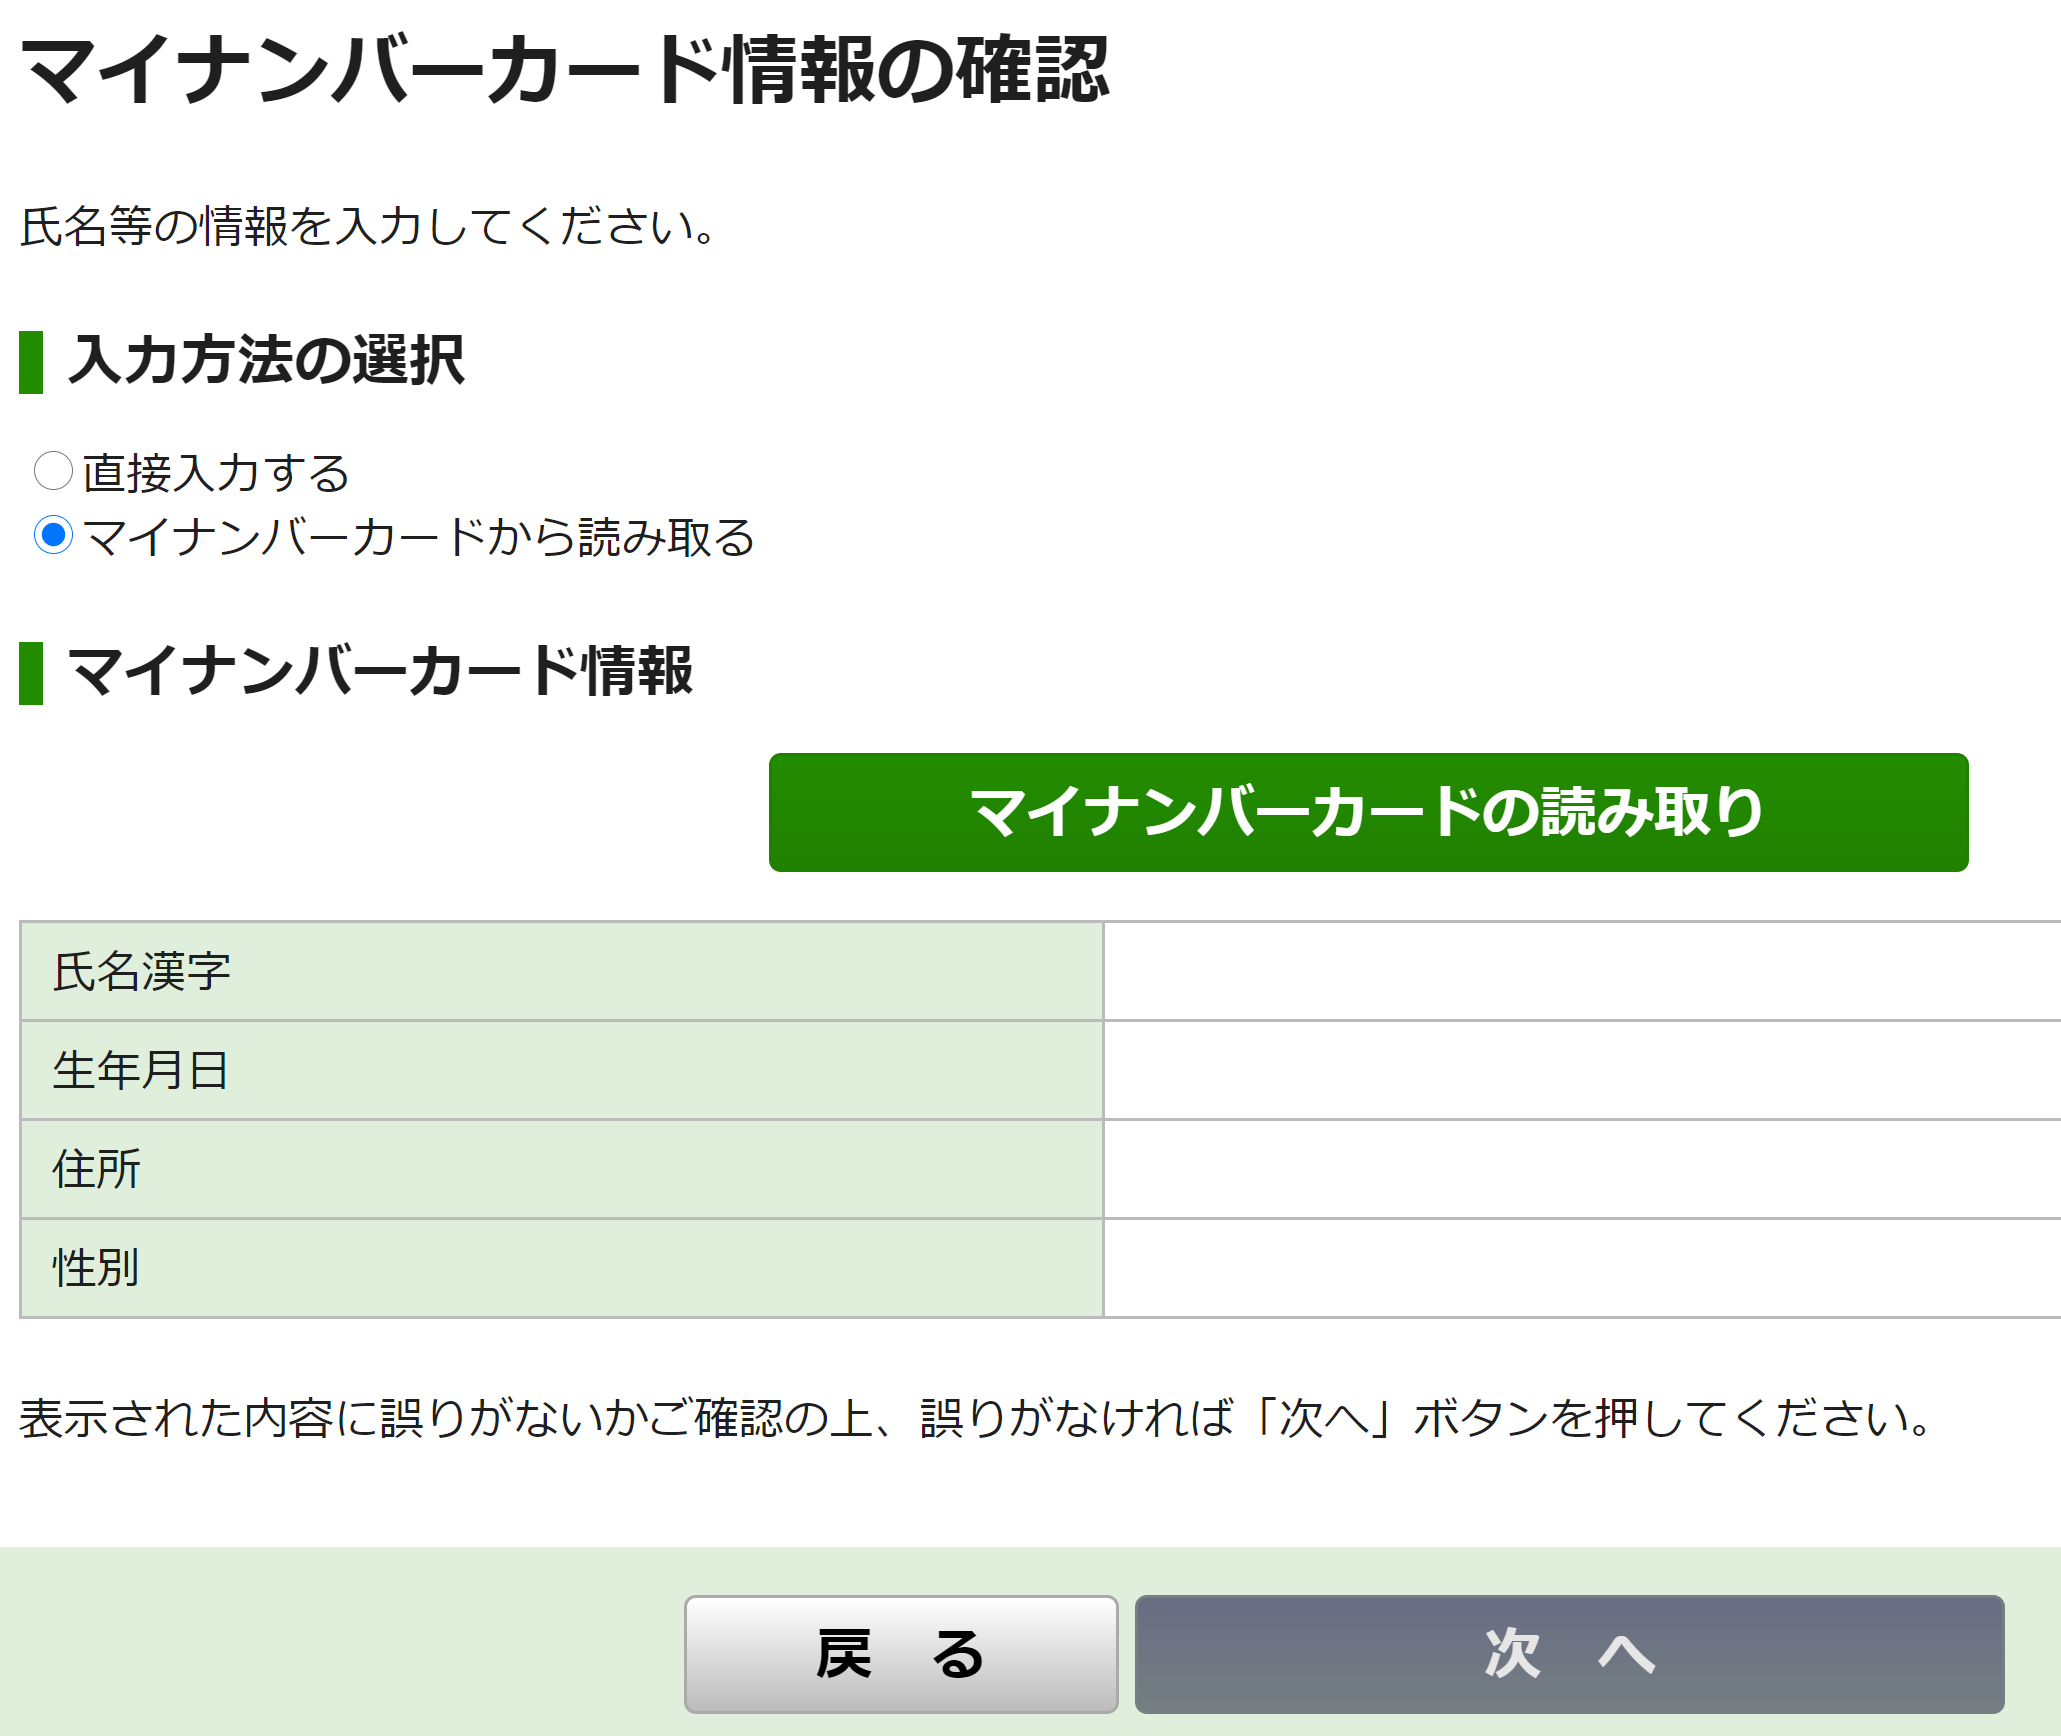 マイナンバーカード情報の確認
氏名等の情報を入力してください。
入力方法の選択
直接入力する
マイナンバーカードから読み取る
マイナンバーカード情報
マイナンバーカードの読み取り
氏名漢字
生年月日
住所
性別
表示された内容に誤りがないかご確認の上、誤りがなければ「次へ」ボタンを押してください。
戻　る
次　へ